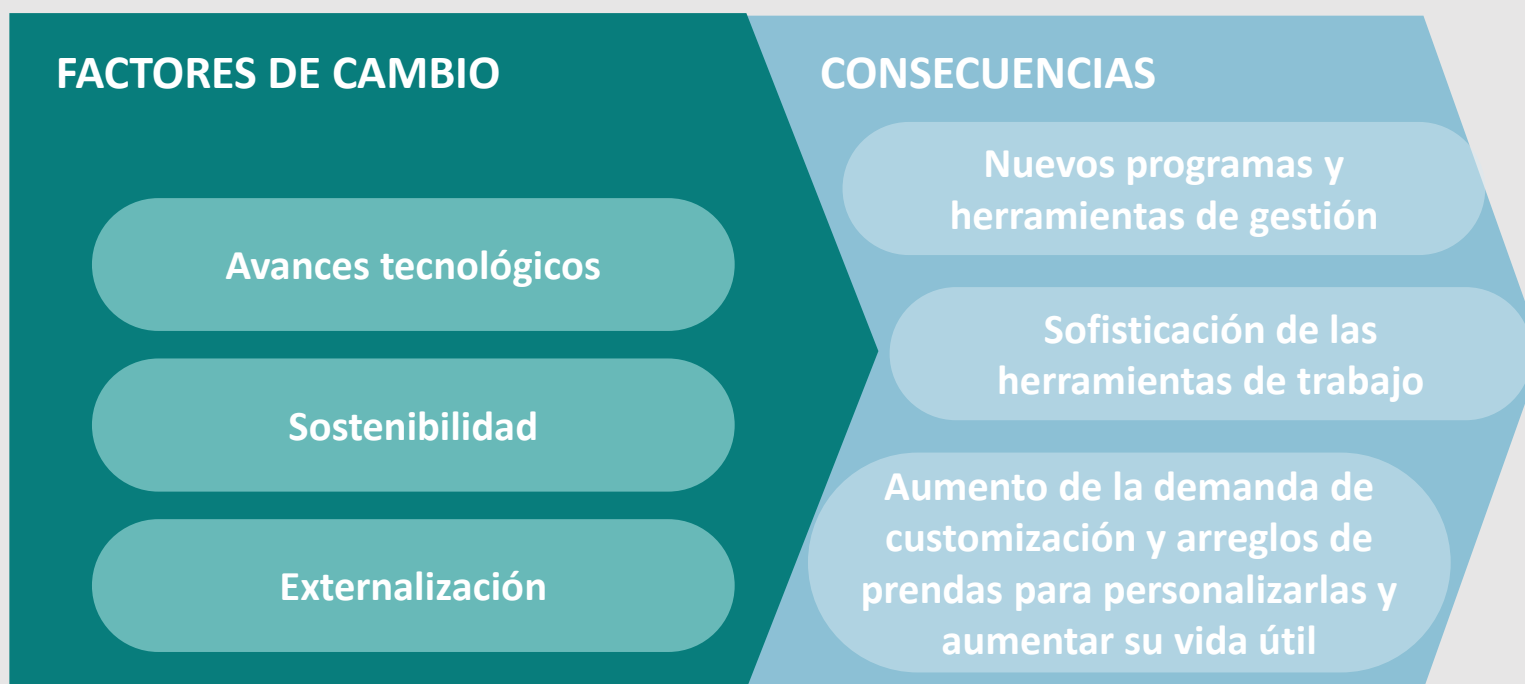 FACTORES DE CAMBIO
Avances tecnológicos
Sostenibilidad
Externalización
CONSECUENCIAS
Nuevos programas y
herramientas de gestión
Sofisticación de las
herramientas de trabajo
Aumento de la demanda de
customización y arreglos de
prendas para personalizarlas y
aumentar su vida útil